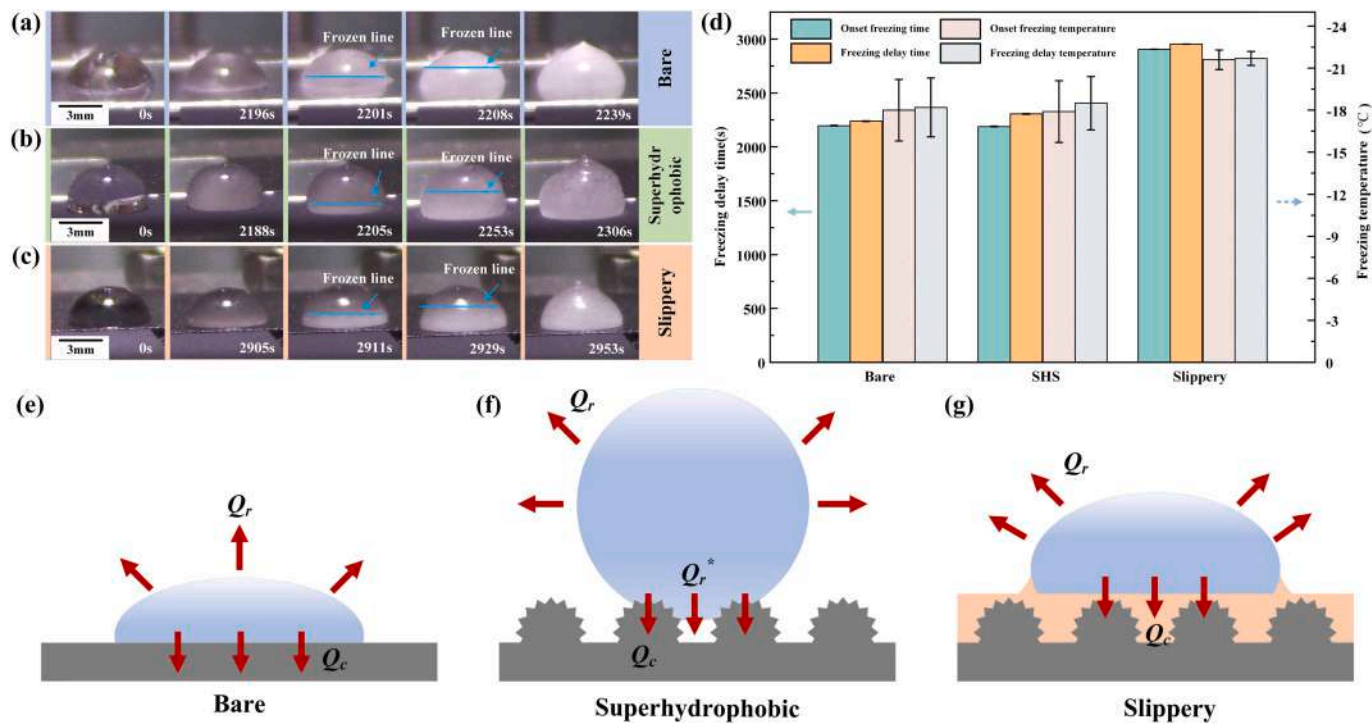 (a)
Frozen line
Frozen line
3mm
0s
2196s
2201s
2208s
2239s
Bare
(b)
Frozen line
Frozen line
3mm
0s
2188s
2205s
2253s
2306s
Superhydr
ophobic
(c)
Frozen line
Frozen line
3mm
0s
2905s
2911s
2929s
2953s
Slippery
(d)
Onset freezing time
Onset freezing temperature
Freezing delay time
Freezing delay temperature
3000
2500
2000
1500
1000
500
0
Freezing delay time(s)
-24
-21
-18
-15
-12
-9
-6
-3
0
Freezing temperature (℃)
Bare
SHS
Slippery
(e)
Qr
Qc
Bare
(f)
Qr
Qr*
Qc
Superhydrophobic
(g)
Qr
Qc
Slippery